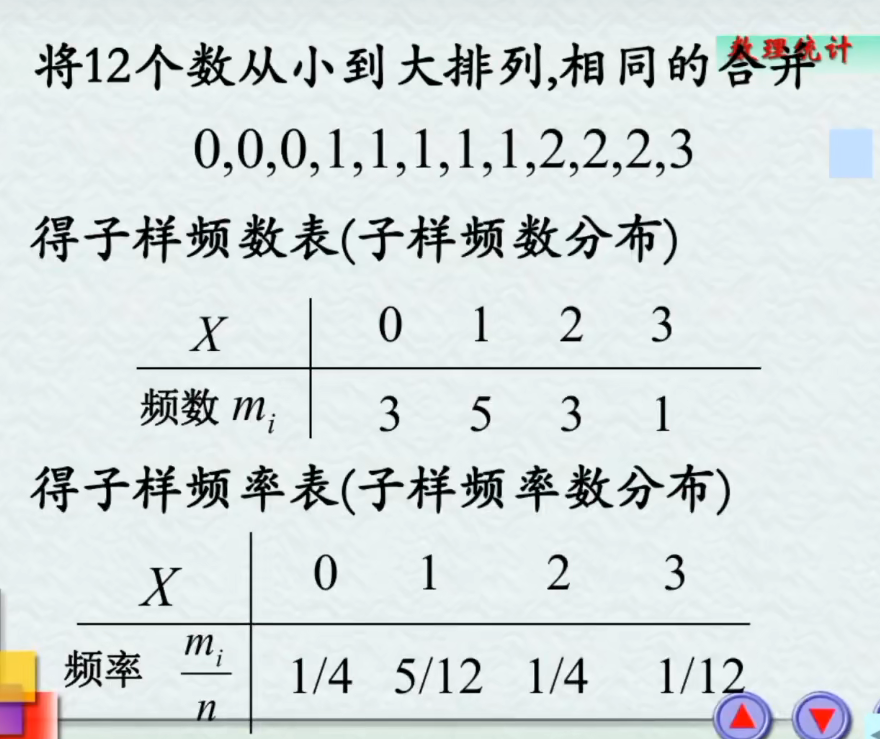 数理统计
将12个数从小到大排列,相同的合并
0,0,0,1,1,1,1,1,2,2,2,3
得子样频数表(子样频数分布)
X 0 1 2 3
频数 mᵢ 3 5 3 1
得子样频率表(子样频率数分布)
X 0 1 2 3
频率 mᵢ/n 1/4 5/12 1/4 1/12